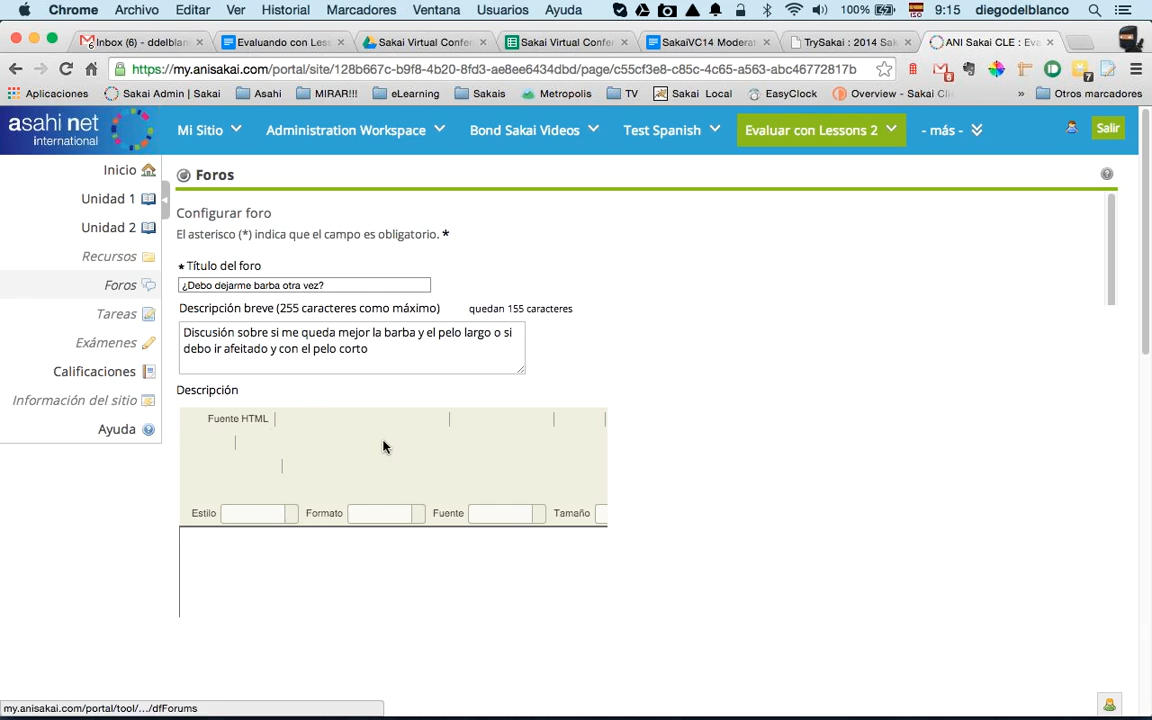 Chrome Archivo Editar Ver Historial Marcadores Ventana Usuarios Ayuda 100% 9:15 diegodelblanco
Inbox (6) - ddelblan Evaluando con Les Sakai Virtual Confer Sakai Virtual Confer SakaiVC14 Moderat TrySakai : 2014 Sak ANI Sakai CLE : Eva
https://my.anisakai.com/portal/site/128b667c-b9f8-4b20-8fd3-ae8ee6434dbd/page/c55cf3e8-c85c-4c65-a563-abc46772817b
Aplicaciones Sakai Admin | Sakai Asahi MIRAR!!! eLearning Sakais Metropolis TV Sakai Local EasyClock Overview - Sakai Cli » Otros marcadores
asahi net
international
Mi Sitio Administration Workspace Bond Sakai Videos Test Spanish Evaluar con Lessons 2 - más - Salir
Inicio
Unidad 1
Unidad 2
Recursos
Foros
Tareas
Exámenes
Calificaciones
Información del sitio
Ayuda
Foros
Configurar foro
El asterisco (*) indica que el campo es obligatorio. *
* Título del foro
¿Debo dejarme barba otra vez?
Descripción breve (255 caracteres como máximo) quedan 155 caracteres
Discusión sobre si me queda mejor la barba y el pelo largo o si
debo ir afeitado y con el pelo corto
Descripción
Fuente HTML
Estilo Formato Fuente Tamaño
my.anisakai.com/portal/tool/.../dfForums